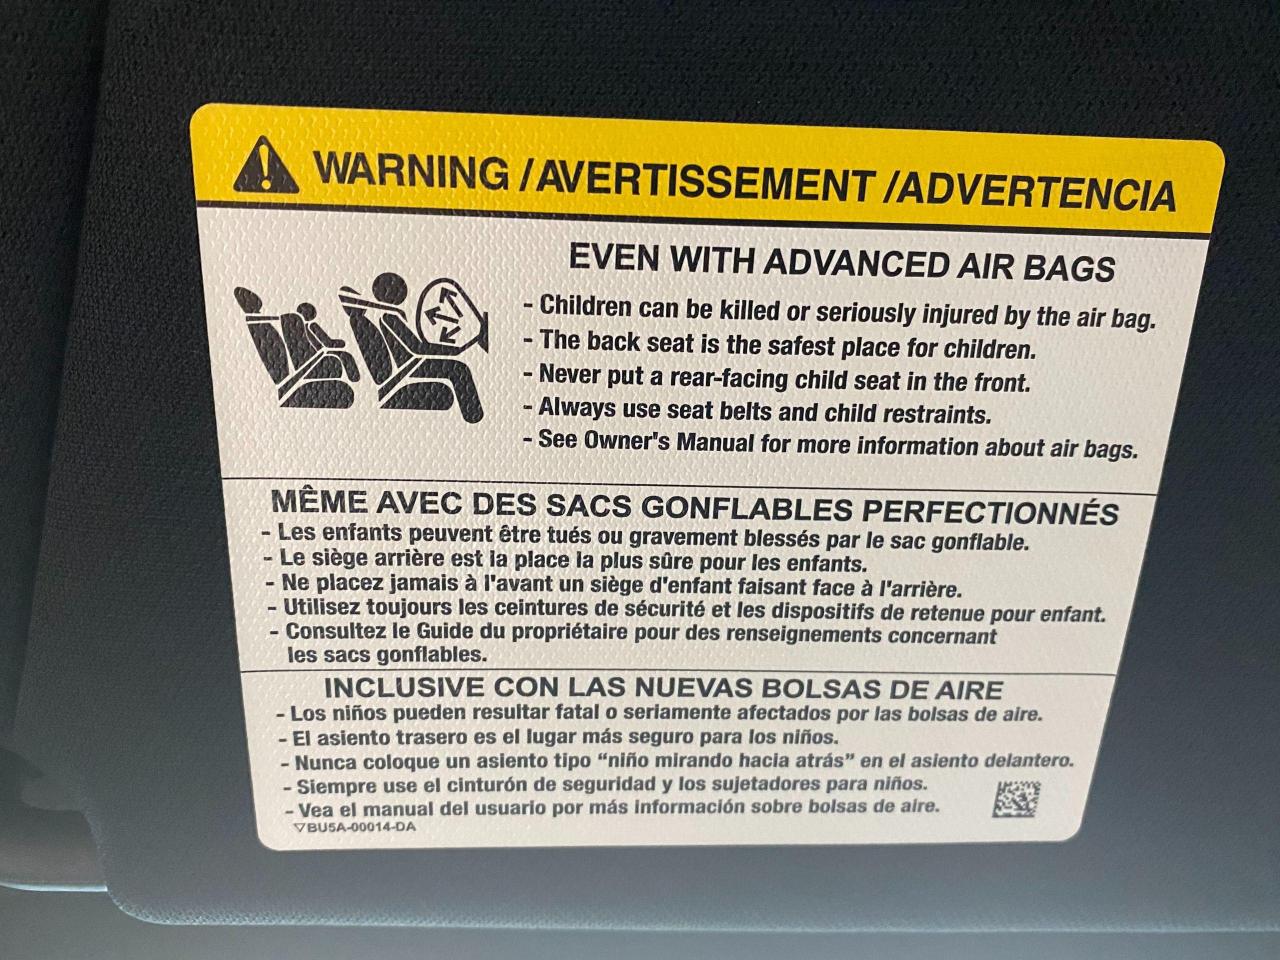 WARNING /AVERTISSEMENT /ADVERTENCIA
EVEN WITH ADVANCED AIR BAGS
- Children can be killed or seriously injured by the air bag.
- The back seat is the safest place for children.
- Never put a rear-facing child seat in the front.
- Always use seat belts and child restraints.
- See Owner's Manual for more information about air bags.
MÊME AVEC DES SACS GONFLABLES PERFECTIONNÉS
- Les enfants peuvent être tués ou gravement blessés par le sac gonflable.
- Le siège arrière est la place la plus sûre pour les enfants.
- Ne placez jamais à l'avant un siège d'enfant faisant face à l'arrière.
- Utilisez toujours les ceintures de sécurité et les dispositifs de retenue pour enfant.
- Consultez le Guide du propriétaire pour des renseignements concernant
les sacs gonflables.
INCLUSIVE CON LAS NUEVAS BOLSAS DE AIRE
- Los niños pueden resultar fatal o seriamente afectados por las bolsas de aire.
- El asiento trasero es el lugar más seguro para los niños.
- Nunca coloque un asiento tipo “niño mirando hacia atrás” en el asiento delantero.
- Siempre use el cinturón de seguridad y los sujetadores para niños.
- Vea el manual del usuario por más información sobre bolsas de aire.
▽BU5A-00014-DA